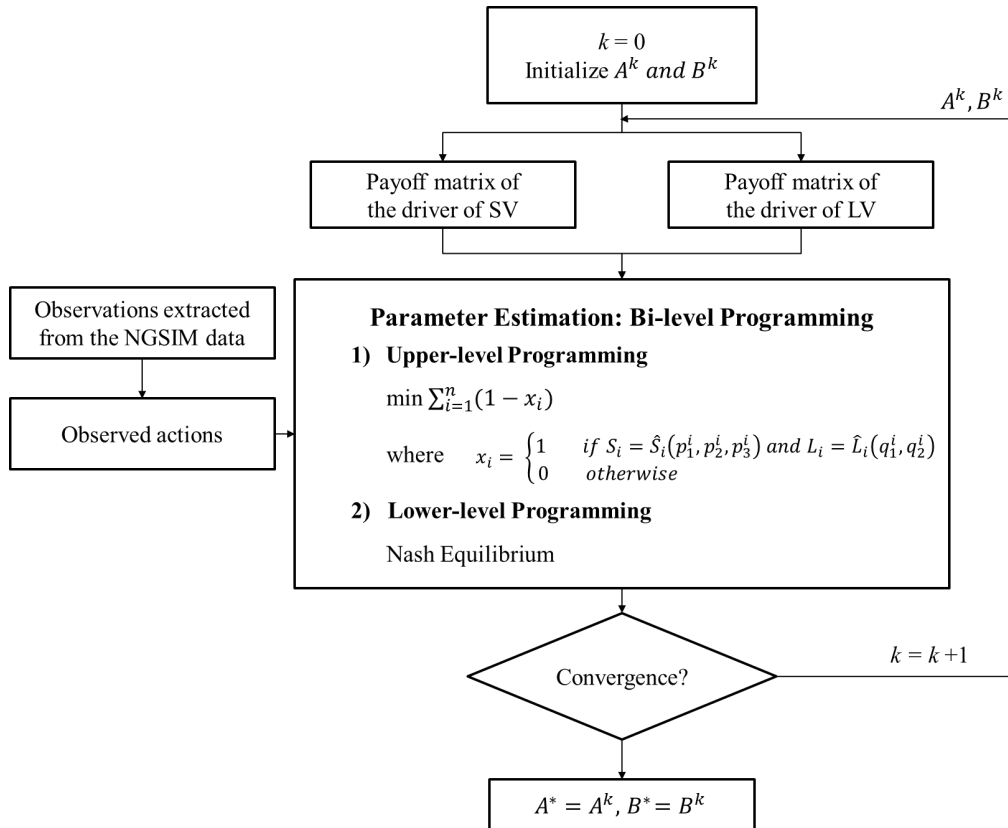 k = 0
Initialize A^k and B^k
A^k, B^k
Payoff matrix of
the driver of SV
Payoff matrix of
the driver of LV
Observations extracted
from the NGSIM data
Observed actions
Parameter Estimation: Bi-level Programming
1) Upper-level Programming
min ∑_{i=1}^{n}(1 − x_i)
where x_i = { 1 if S_i = Ŝ_i(p_1^i, p_2^i, p_3^i) and L_i = L̂_i(q_1^i, q_2^i)
0 otherwise
2) Lower-level Programming
Nash Equilibrium
Convergence?
k = k +1
A* = A^k, B* = B^k